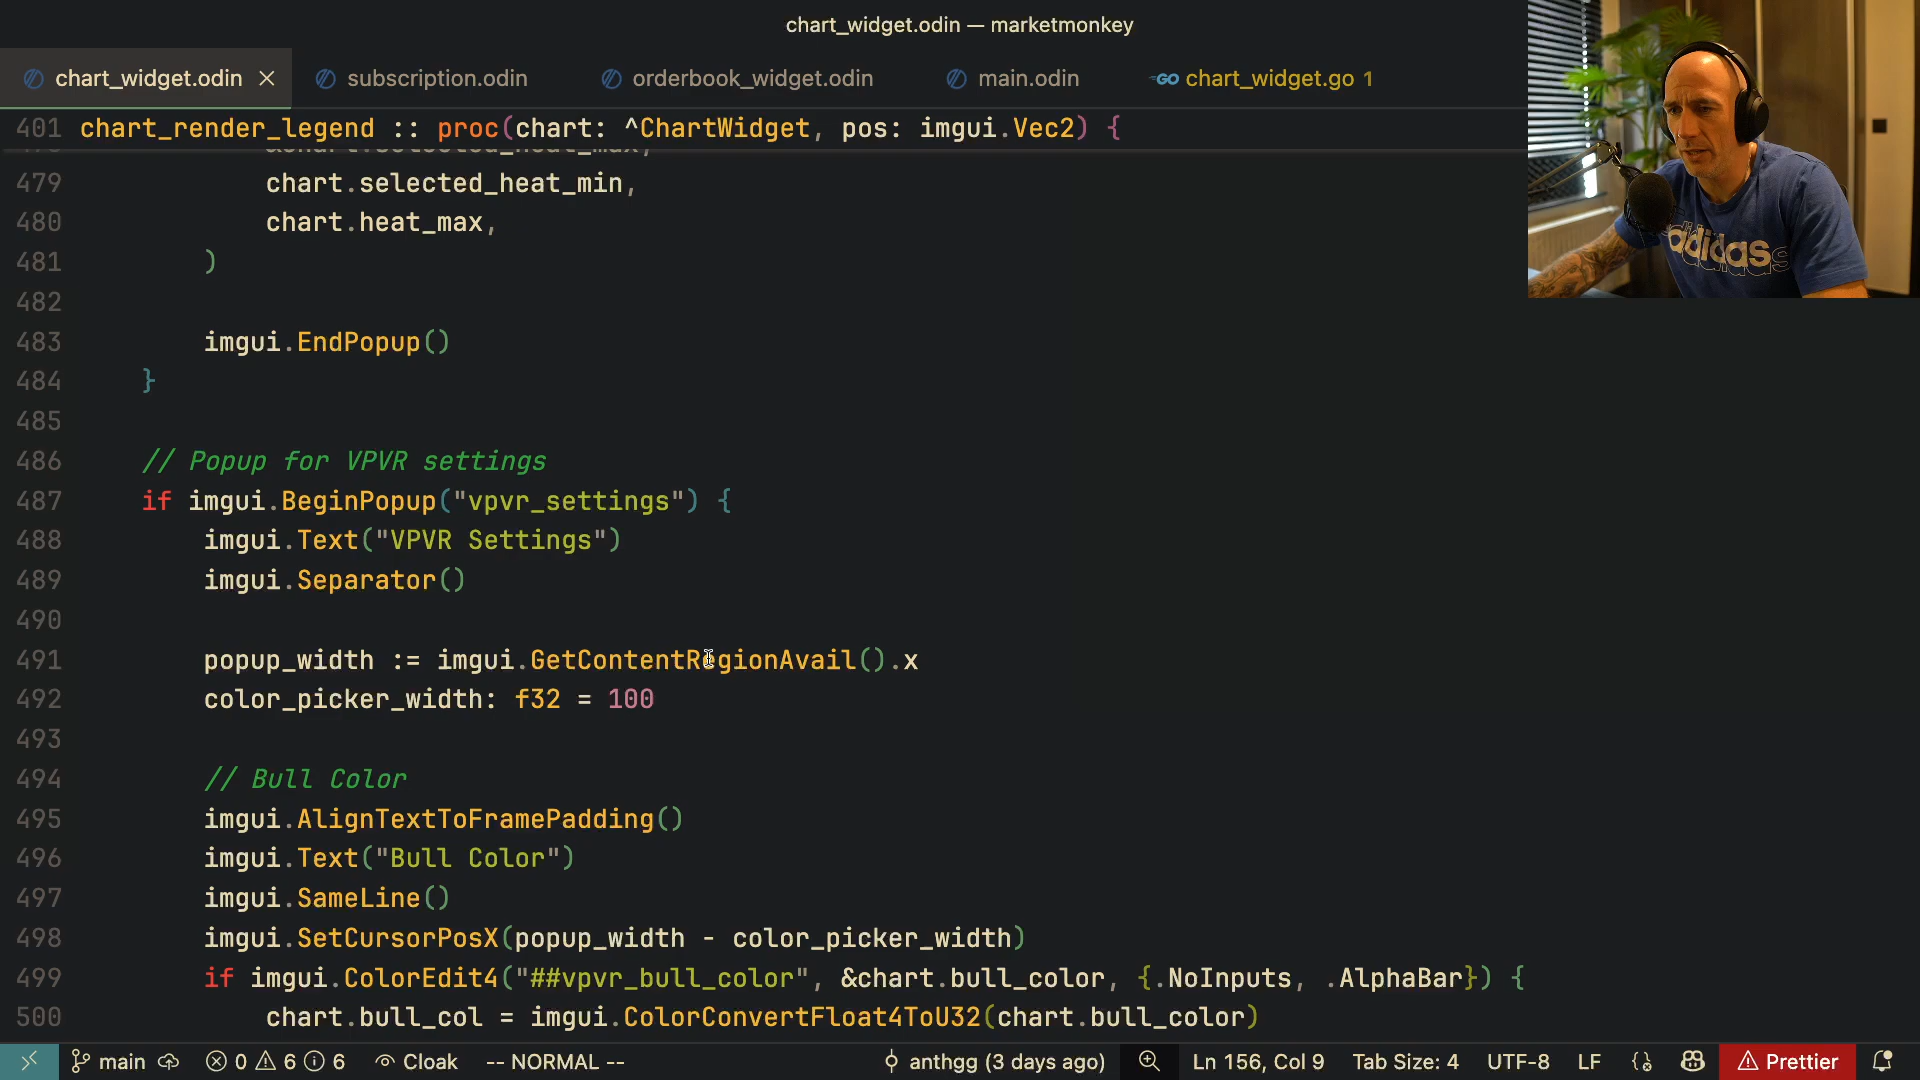 chart_widget.odin — marketmonkey
chart_widget.odin
subscription.odin
orderbook_widget.odin
main.odin
GO chart_widget.go 1
401 chart_render_legend :: proc(chart: ^ChartWidget, pos: imgui.Vec2) {
479 chart.selected_heat_min,
480 chart.heat_max,
481 )
482
483 imgui.EndPopup()
484 }
485
486 // Popup for VPVR settings
487 if imgui.BeginPopup("vpvr_settings") {
488 imgui.Text("VPVR Settings")
489 imgui.Separator()
490
491 popup_width := imgui.GetContentRegionAvail().x
492 color_picker_width: f32 = 100
493
494 // Bull Color
495 imgui.AlignTextToFramePadding()
496 imgui.Text("Bull Color")
497 imgui.SameLine()
498 imgui.SetCursorPosX(popup_width - color_picker_width)
499 if imgui.ColorEdit4("##vpvr_bull_color", &chart.bull_color, {.NoInputs, .AlphaBar}) {
500 chart.bull_col = imgui.ColorConvertFloat4ToU32(chart.bull_color)
main 0 6 6 Cloak -- NORMAL -- anthgg (3 days ago) Ln 156, Col 9 Tab Size: 4 UTF-8 LF Prettier
adidas